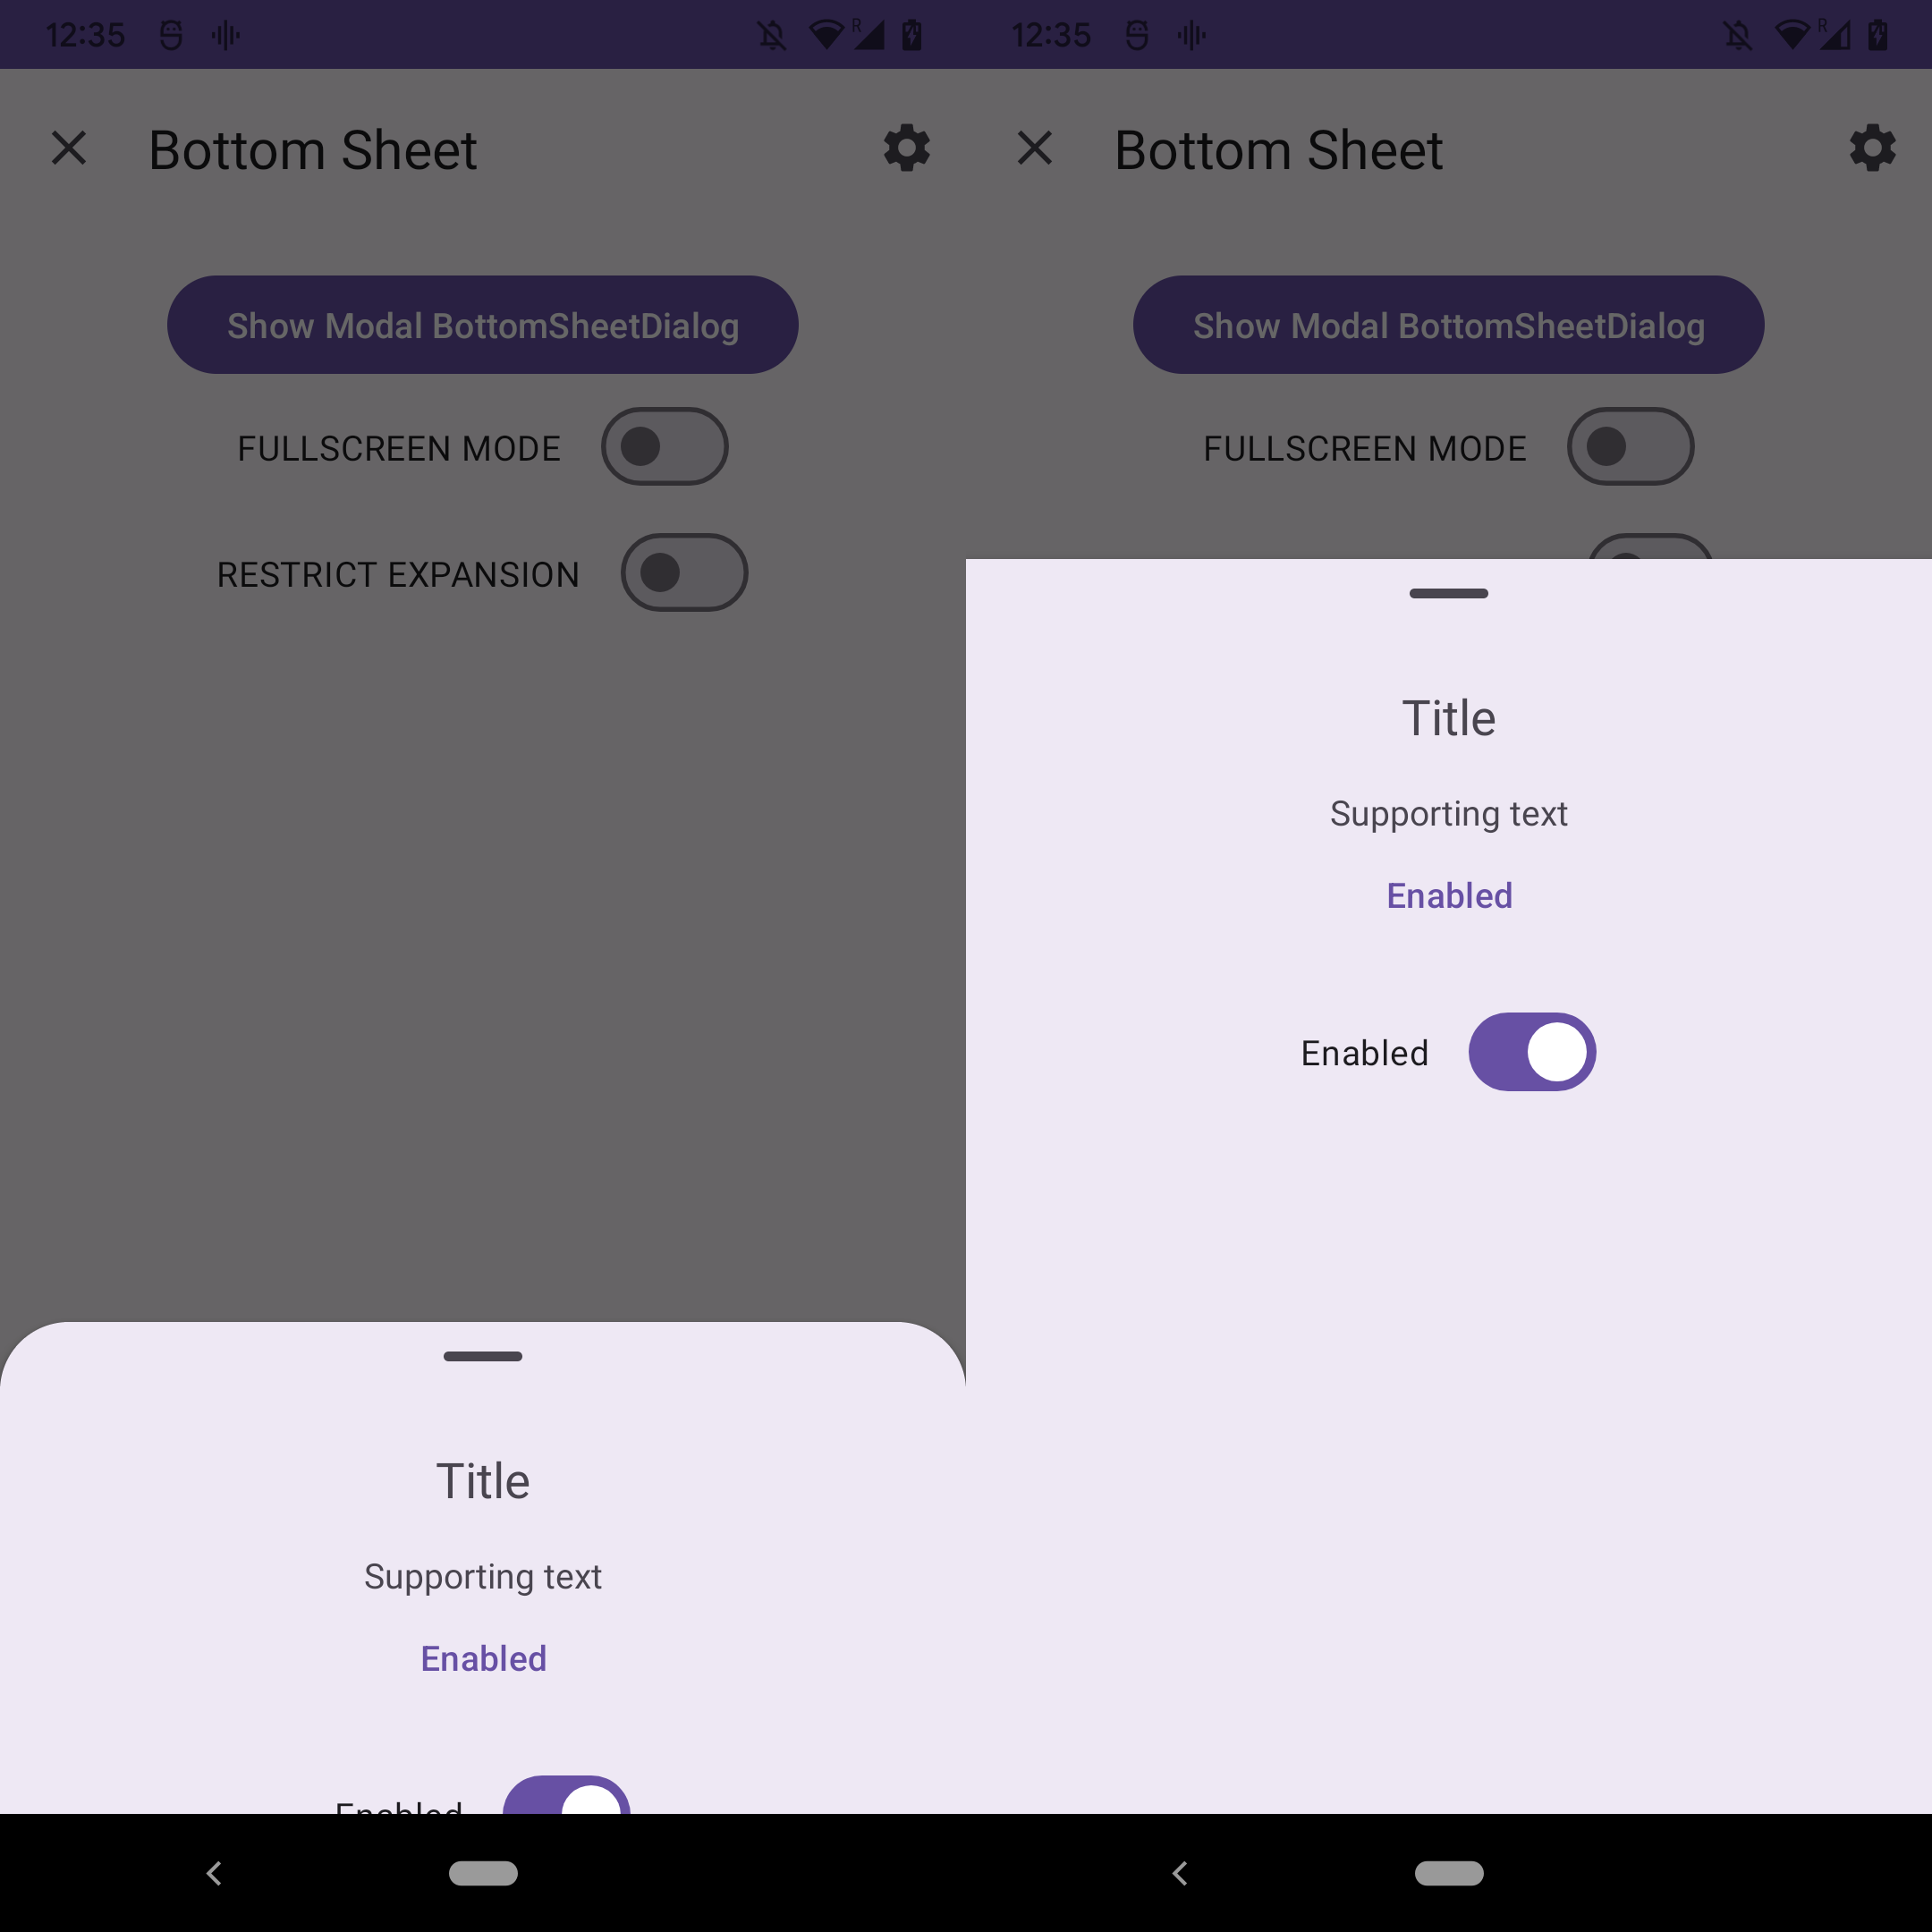 12:35
R
Bottom Sheet
Show Modal BottomSheetDialog
FULLSCREEN MODE
RESTRICT EXPANSION
Title
Supporting text
Enabled
Enabled
12:35
R
Bottom Sheet
Show Modal BottomSheetDialog
FULLSCREEN MODE
Title
Supporting text
Enabled
Enabled